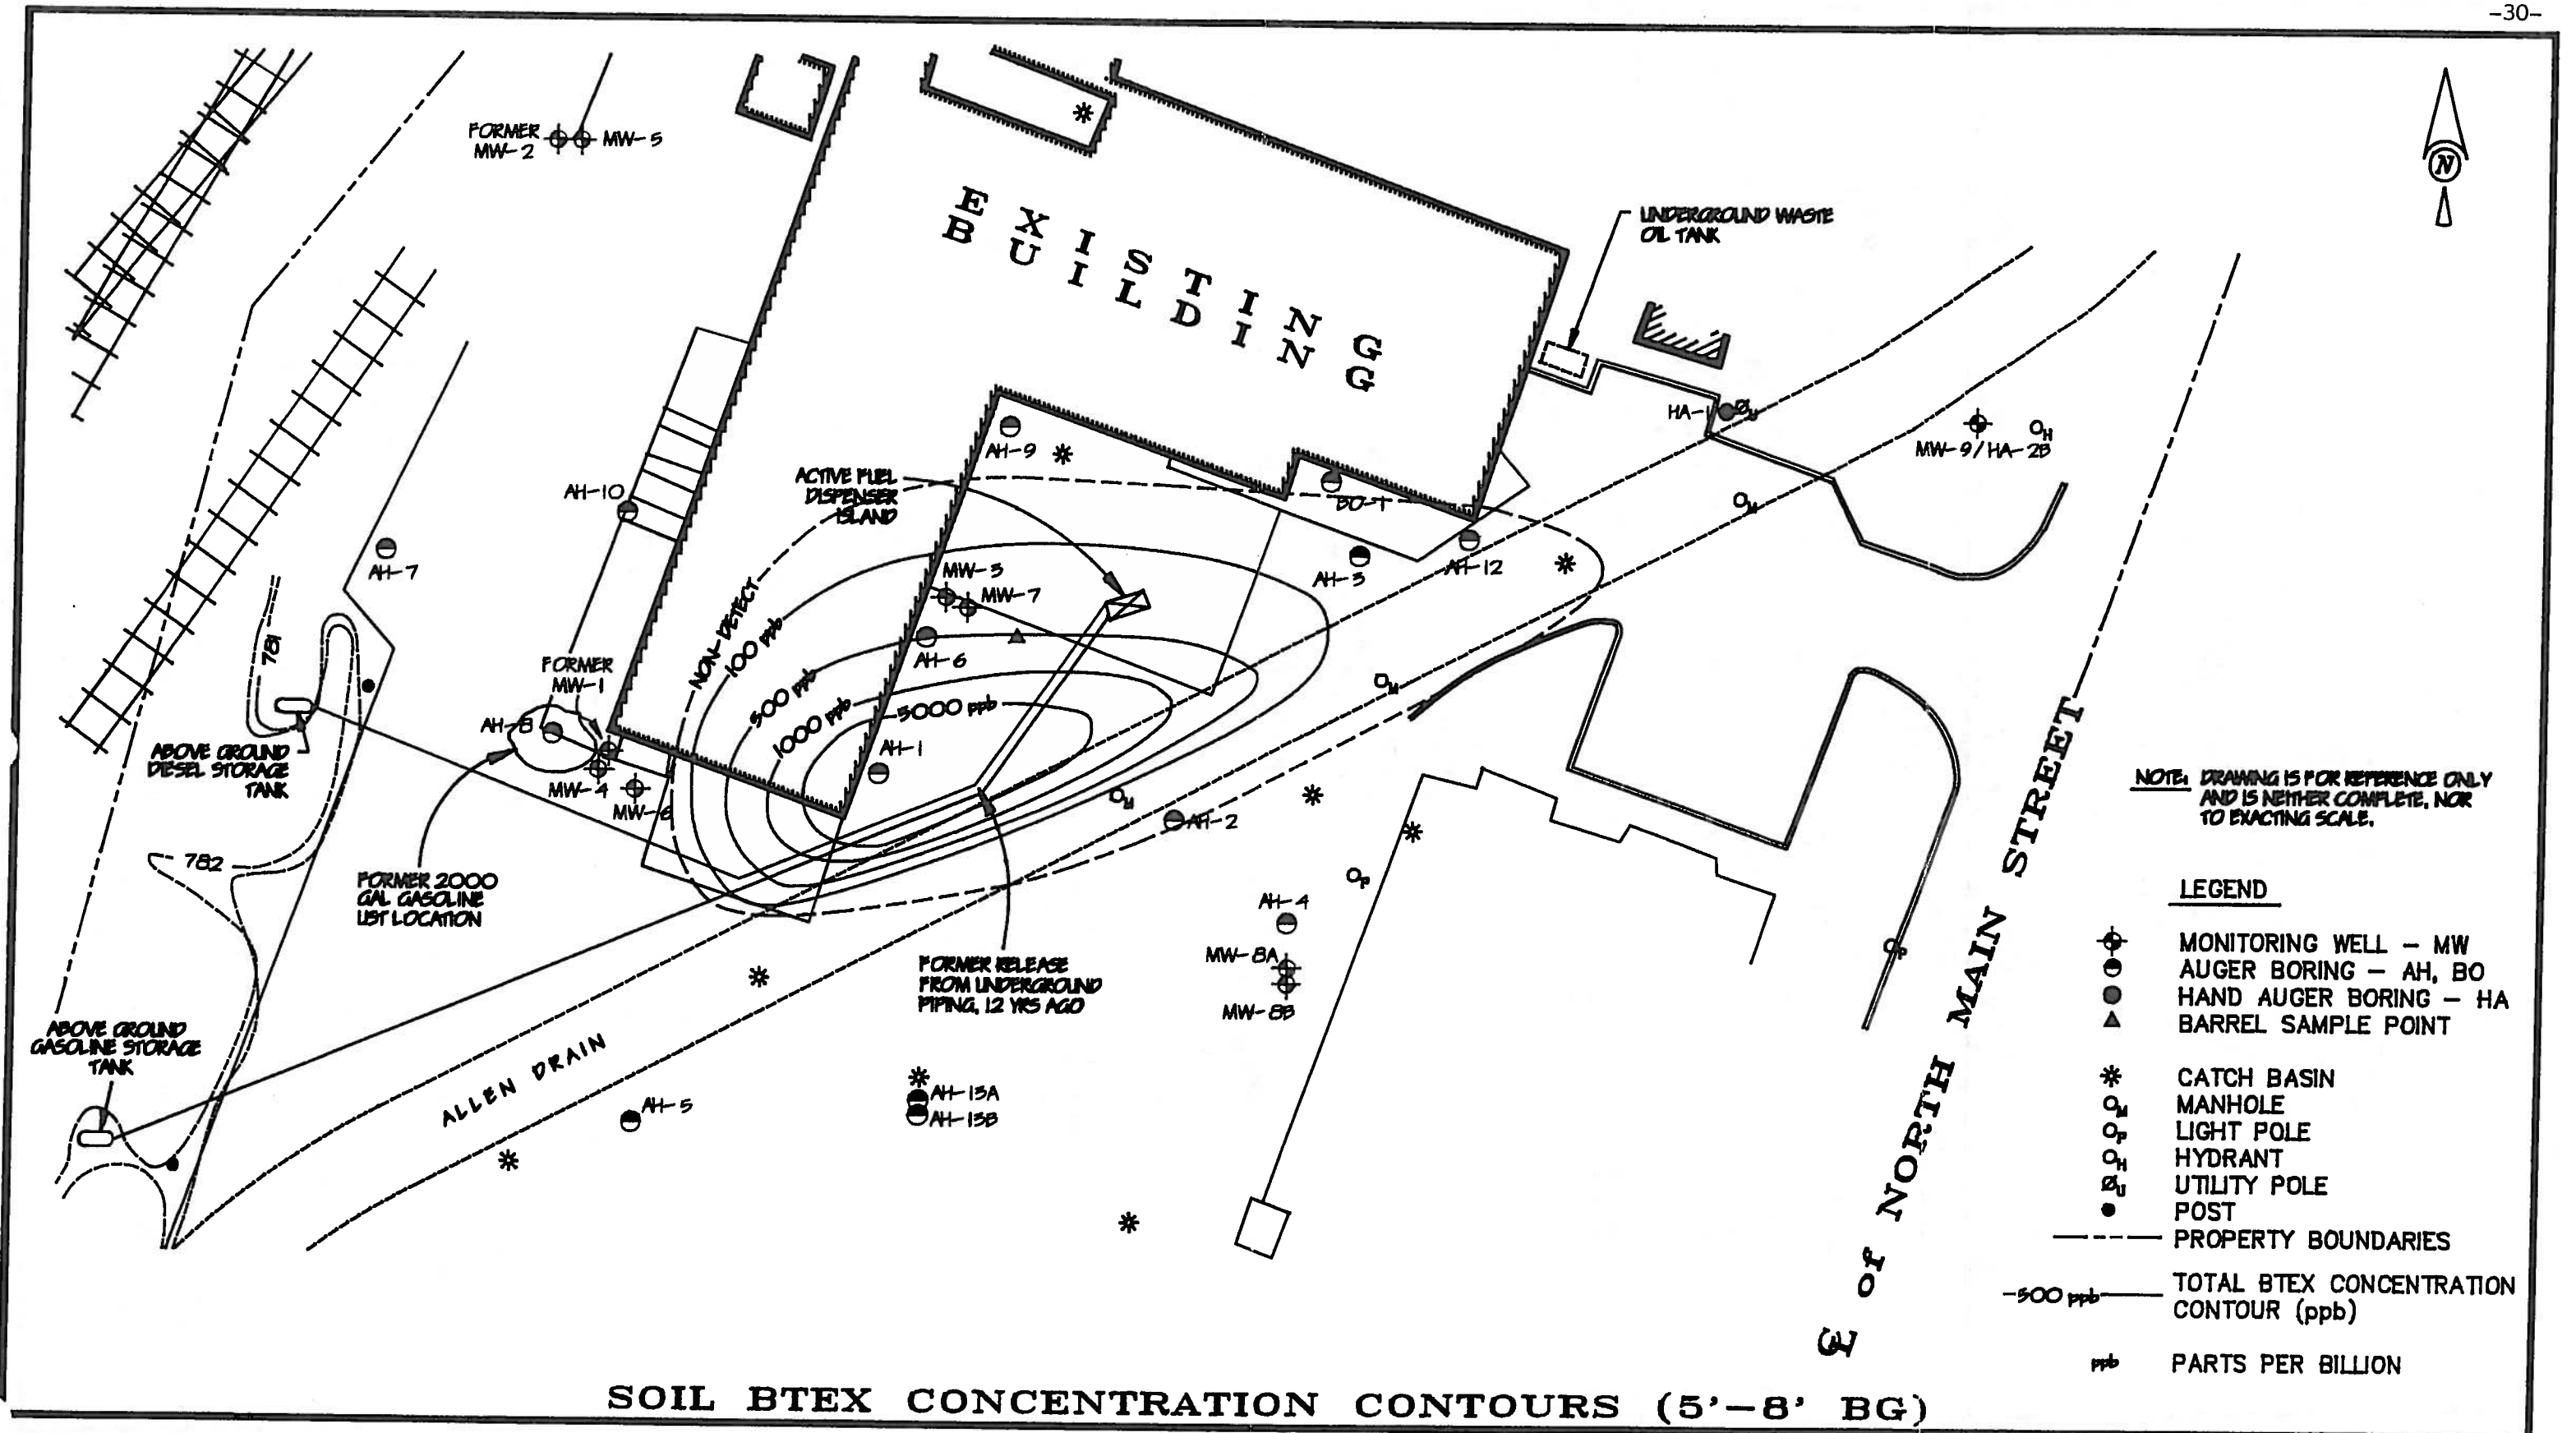 -30-
FORMER
MW-2
MW-5
EXISTING
BUILDING
UNDERGROUND WASTE
OIL TANK
N
HA-1
MW-9/HA-2B
AH-9
ACTIVE FUEL
DISPENSER
ISLAND
AH-10
BO-1
AH-7
AH-3
AH-12
MW-3
MW-7
NON-DETECT
100 ppb
500 ppb
1000 ppb
5000 ppb
AH-6
781
FORMER
MW-1
AH-8
AH-1
ABOVE GROUND
DIESEL STORAGE
TANK
MW-4
MW-6
AH-2
782
FORMER 2000
GAL GASOLINE
UST LOCATION
AH-4
MW-8A
MW-8B
FORMER RELEASE
FROM UNDERGROUND
PIPING, 12 YRS AGO
ABOVE GROUND
GASOLINE STORAGE
TANK
ALLEN DRAIN
AH-5
AH-13A
AH-13B
℄ of NORTH MAIN STREET
NOTE: DRAWING IS FOR REFERENCE ONLY
AND IS NEITHER COMPLETE, NOR
TO EXACTING SCALE.
LEGEND
MONITORING WELL - MW
AUGER BORING - AH, BO
HAND AUGER BORING - HA
BARREL SAMPLE POINT
CATCH BASIN
OM MANHOLE
OP LIGHT POLE
OH HYDRANT
ØU UTILITY POLE
POST
PROPERTY BOUNDARIES
-500 ppb TOTAL BTEX CONCENTRATION
CONTOUR (ppb)
ppb PARTS PER BILLION
SOIL BTEX CONCENTRATION CONTOURS (5'-8' BG)